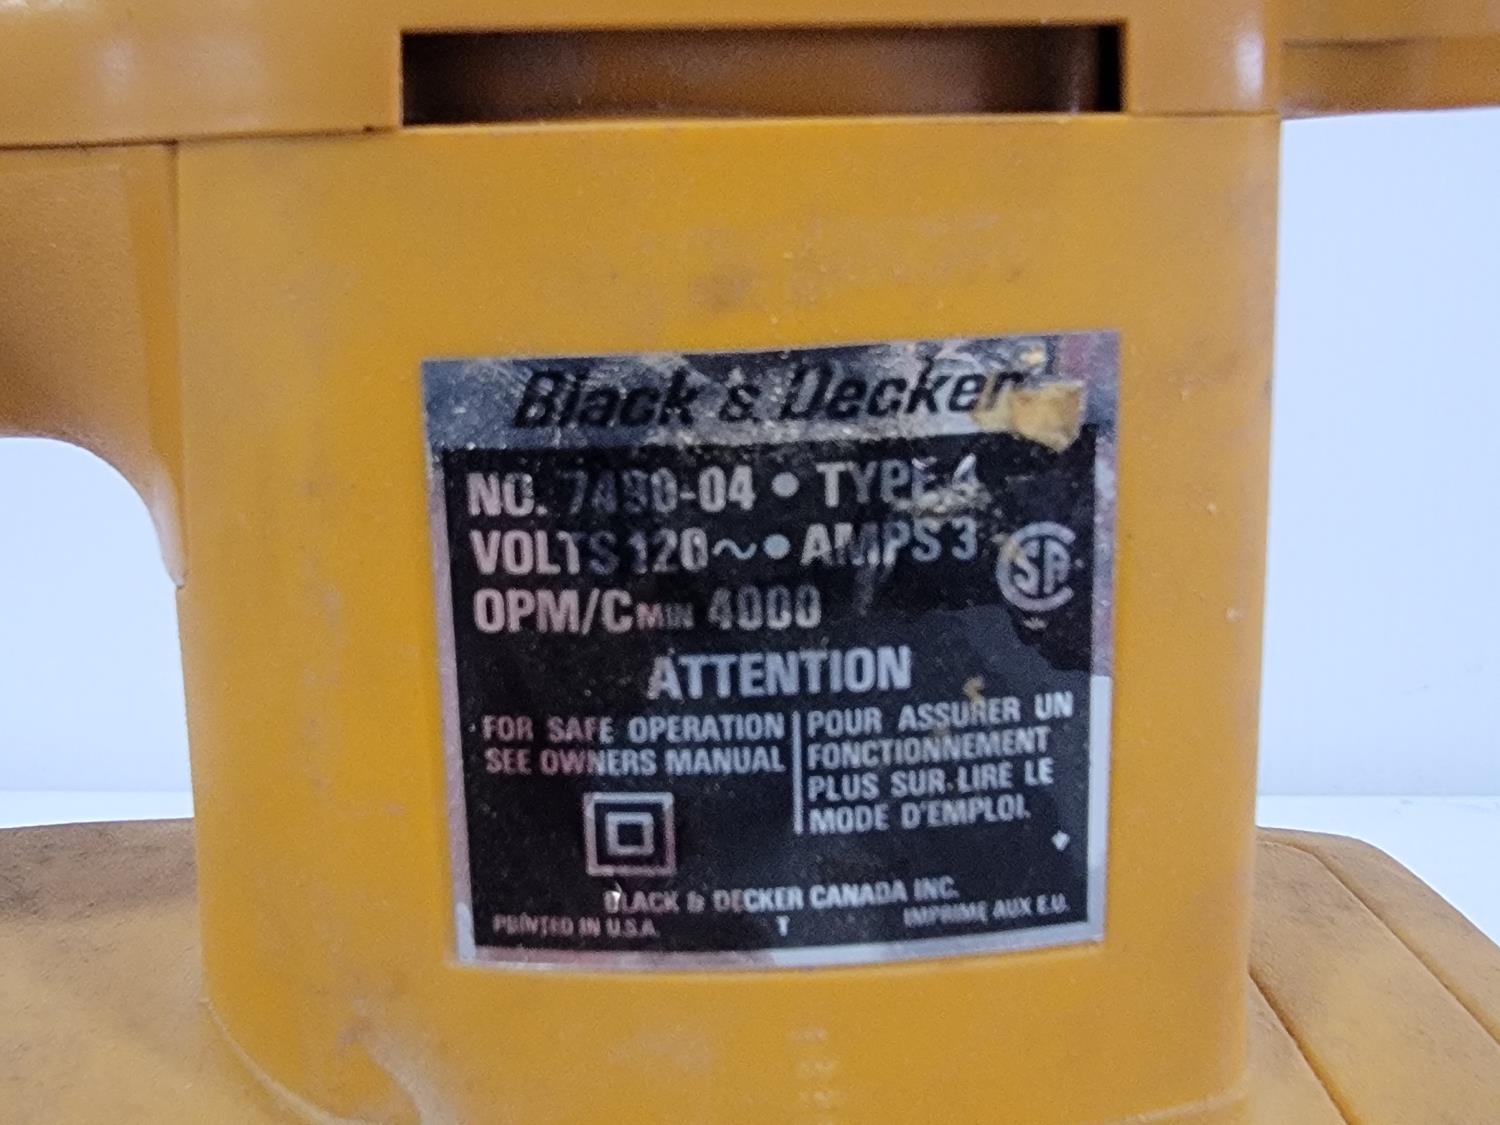 Black & Decker
NO. 7490-04 • TYPE 4
VOLTS 120~ • AMPS 3
SA
OPM/CMIN 4000
ATTENTION
FOR SAFE OPERATION
SEE OWNERS MANUAL
POUR ASSURER UN
FONCTIONNEMENT
PLUS SUR·LIRE LE
MODE D'EMPLOI.
BLACK & DECKER CANADA INC.
PRINTED IN U.S.A.
T
IMPRIME AUX E.U.